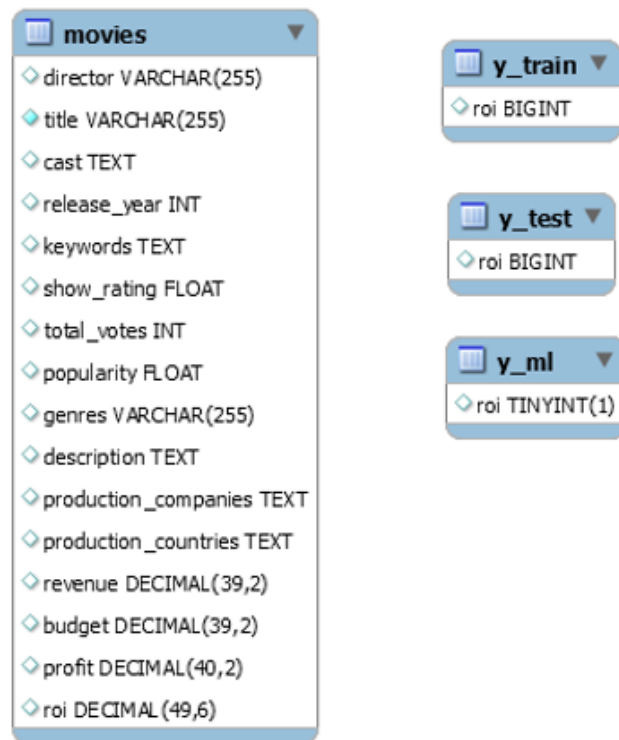 movies
director VARCHAR(255)
title VARCHAR(255)
cast TEXT
release_year INT
keywords TEXT
show_rating FLOAT
total_votes INT
popularity FLOAT
genres VARCHAR(255)
description TEXT
production_companies TEXT
production_countries TEXT
revenue DECIMAL(39,2)
budget DECIMAL(39,2)
profit DECIMAL(40,2)
roi DECIMAL(49,6)
y_train
roi BIGINT
y_test
roi BIGINT
y_ml
roi TINYINT(1)